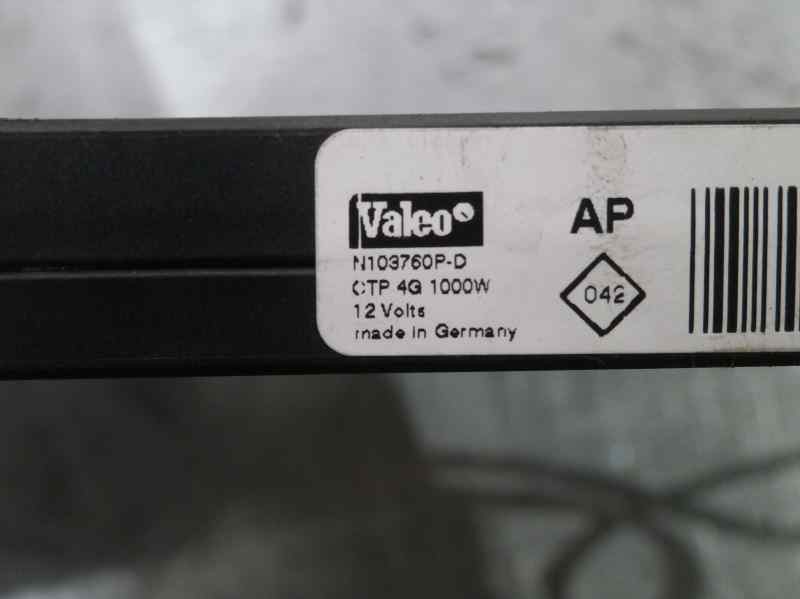 Valeo
AP
N103760P-D
CTP 4G 1000W
042
12 Volts
made in Germany